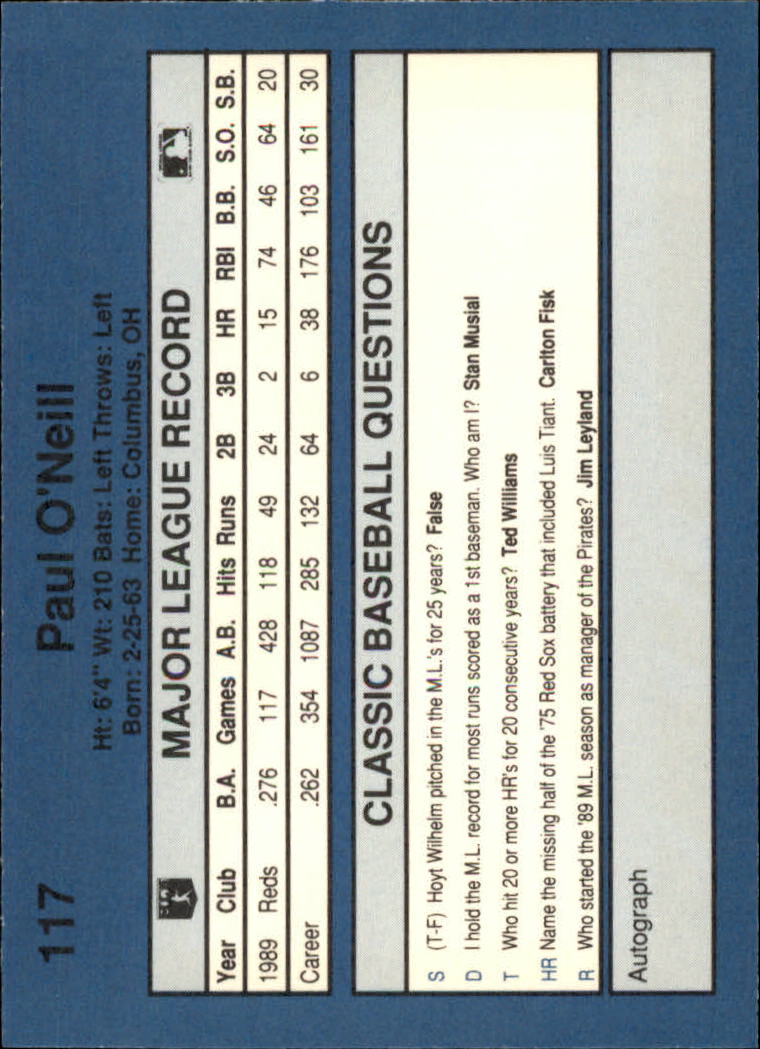 117 Paul O'Neill
Ht: 6'4" Wt: 210 Bats: Left Throws: Left
Born: 2-25-63 Home: Columbus, OH
MAJOR LEAGUE RECORD
Year Club B.A. Games A.B. Hits Runs 2B 3B HR RBI B.B. S.O. S.B.
1989 Reds .276 117 428 118 49 24 2 15 74 46 64 20
Career .262 354 1087 285 132 64 6 38 176 103 161 30
CLASSIC BASEBALL QUESTIONS
S (T-F) Hoyt Wilhelm pitched in the M.L.'s for 25 years? False
D I hold the M.L. record for most runs scored as a 1st baseman. Who am I? Stan Musial
T Who hit 20 or more HR's for 20 consecutive years? Ted Williams
HR Name the missing half of the '75 Red Sox battery that included Luis Tiant. Carlton Fisk
R Who started the '89 M.L. season as manager of the Pirates? Jim Leyland
Autograph